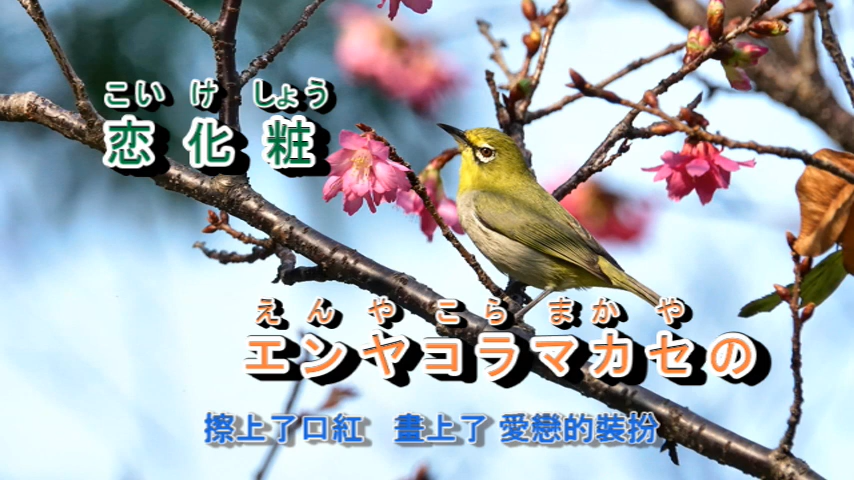 こい け しょう
恋化粧
えんやこらまかや
エンヤコラマカセの
擦上了口紅 畫上了 愛戀的裝扮